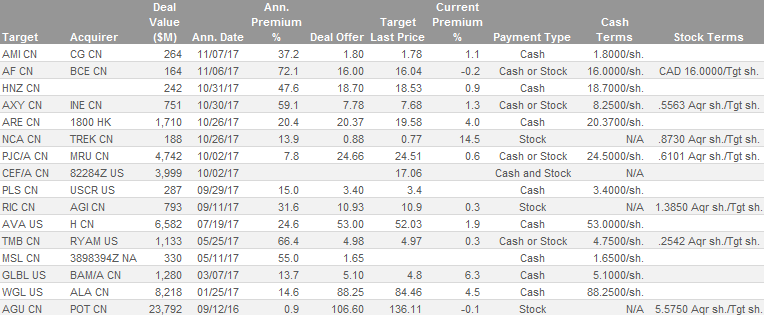 Deal Ann. Target Current
Value Premium Target Premium Cash
Target Acquirer ($M) Ann. Date % Deal Offer Last Price % Payment Type Terms Stock Terms
AMI CN CG CN 264 11/07/17 37.2 1.80 1.78 1.1 Cash 1.8000/sh.
AF CN BCE CN 164 11/06/17 72.1 16.00 16.04 -0.2 Cash or Stock 16.0000/sh. CAD 16.0000/Tgt sh.
HNZ CN 242 10/31/17 47.6 18.70 18.53 0.9 Cash 18.7000/sh.
AXY CN INE CN 751 10/30/17 59.1 7.78 7.68 1.3 Cash or Stock 8.2500/sh. .5563 Aqr sh./Tgt sh.
ARE CN 1800 HK 1,710 10/26/17 20.4 20.37 19.58 4.0 Cash 20.3700/sh.
NCA CN TREK CN 188 10/26/17 13.9 0.88 0.77 14.5 Stock N/A .8730 Aqr sh./Tgt sh.
PJC/A CN MRU CN 4,742 10/02/17 7.8 24.66 24.51 0.6 Cash or Stock 24.5000/sh. .6101 Aqr sh./Tgt sh.
CEF/A CN 82284Z US 3,999 10/02/17 17.06 Cash and Stock N/A
PLS CN USCR US 287 09/29/17 15.0 3.40 3.4 Cash 3.4000/sh.
RIC CN AGI CN 793 09/11/17 31.6 10.93 10.9 0.3 Stock N/A 1.3850 Aqr sh./Tgt sh.
AVA US H CN 6,582 07/19/17 24.6 53.00 52.03 1.9 Cash 53.0000/sh.
TMB CN RYAM US 1,133 05/25/17 66.4 4.98 4.97 0.3 Cash or Stock 4.7500/sh. .2542 Aqr sh./Tgt sh.
MSL CN 3898394Z NA 330 05/11/17 55.0 1.65 Cash 1.6500/sh.
GLBL US BAM/A CN 1,280 03/07/17 13.7 5.10 4.8 6.3 Cash 5.1000/sh.
WGL US ALA CN 8,218 01/25/17 14.6 88.25 84.46 4.5 Cash 88.2500/sh.
AGU CN POT CN 23,792 09/12/16 0.9 106.60 136.11 -0.1 Stock N/A 5.5750 Aqr sh./Tgt sh.